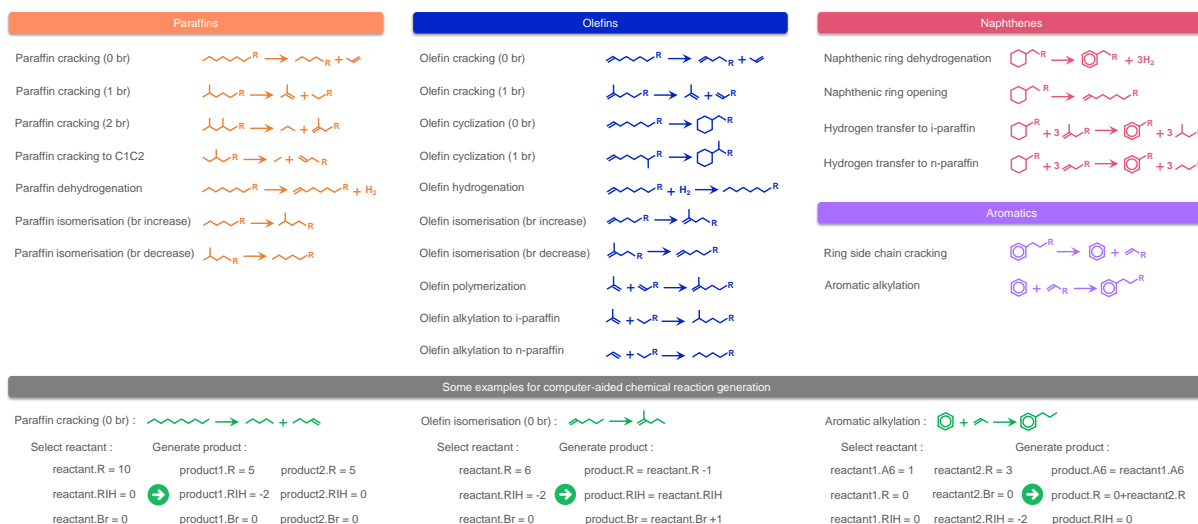 Paraffins
Paraffin cracking (0 br)
R
R
+
Paraffin cracking (1 br)
R
+
R
Paraffin cracking (2 br)
R
+
R
Paraffin cracking to C1C2
R
+
R
Paraffin dehydrogenation
R
R + H2
Paraffin isomerisation (br increase)
R
R
Paraffin isomerisation (br decrease)
R
R
Olefins
Olefin cracking (0 br)
R
R
+
Olefin cracking (1 br)
R
+
R
Olefin cyclization (0 br)
R
R
Olefin cyclization (1 br)
R
R
Olefin hydrogenation
R + H2
R
Olefin isomerisation (br increase)
R
R
Olefin isomerisation (br decrease)
R
R
Olefin polymerization
+
R
R
Olefin alkylation to i-paraffin
+
R
R
Olefin alkylation to n-paraffin
+
R
R
Naphthenes
Naphthenic ring dehydrogenation
R
R
+ 3H2
Naphthenic ring opening
R
R
Hydrogen transfer to i-paraffin
R
+ 3
R
R
+ 3
Hydrogen transfer to n-paraffin
R
+ 3
R
R
+ 3
Aromatics
Ring side chain cracking
R
+
R
Aromatic alkylation
+
R
R
Some examples for computer-aided chemical reaction generation
Paraffin cracking (0 br) :
+
Select reactant :
Generate product :
reactant.R = 10
product1.R = 5
product2.R = 5
reactant.RIH = 0
product1.RIH = -2
product2.RIH = 0
reactant.Br = 0
product1.Br = 0
product2.Br = 0
Olefin isomerisation (0 br) :
Select reactant :
Generate product :
reactant.R = 6
product.R = reactant.R -1
reactant.RIH = -2
product.RIH = reactant.RIH
reactant.Br = 0
product.Br = reactant.Br +1
Aromatic alkylation :
+
Select reactant :
Generate product :
reactant1.A6 = 1
reactant2.R = 3
product.A6 = reactant1.A6
reactant1.R = 0
reactant2.Br = 0
product.R = 0+reactant2.R
reactant1.RIH = 0
reactant2.RIH = -2
product.RIH = 0